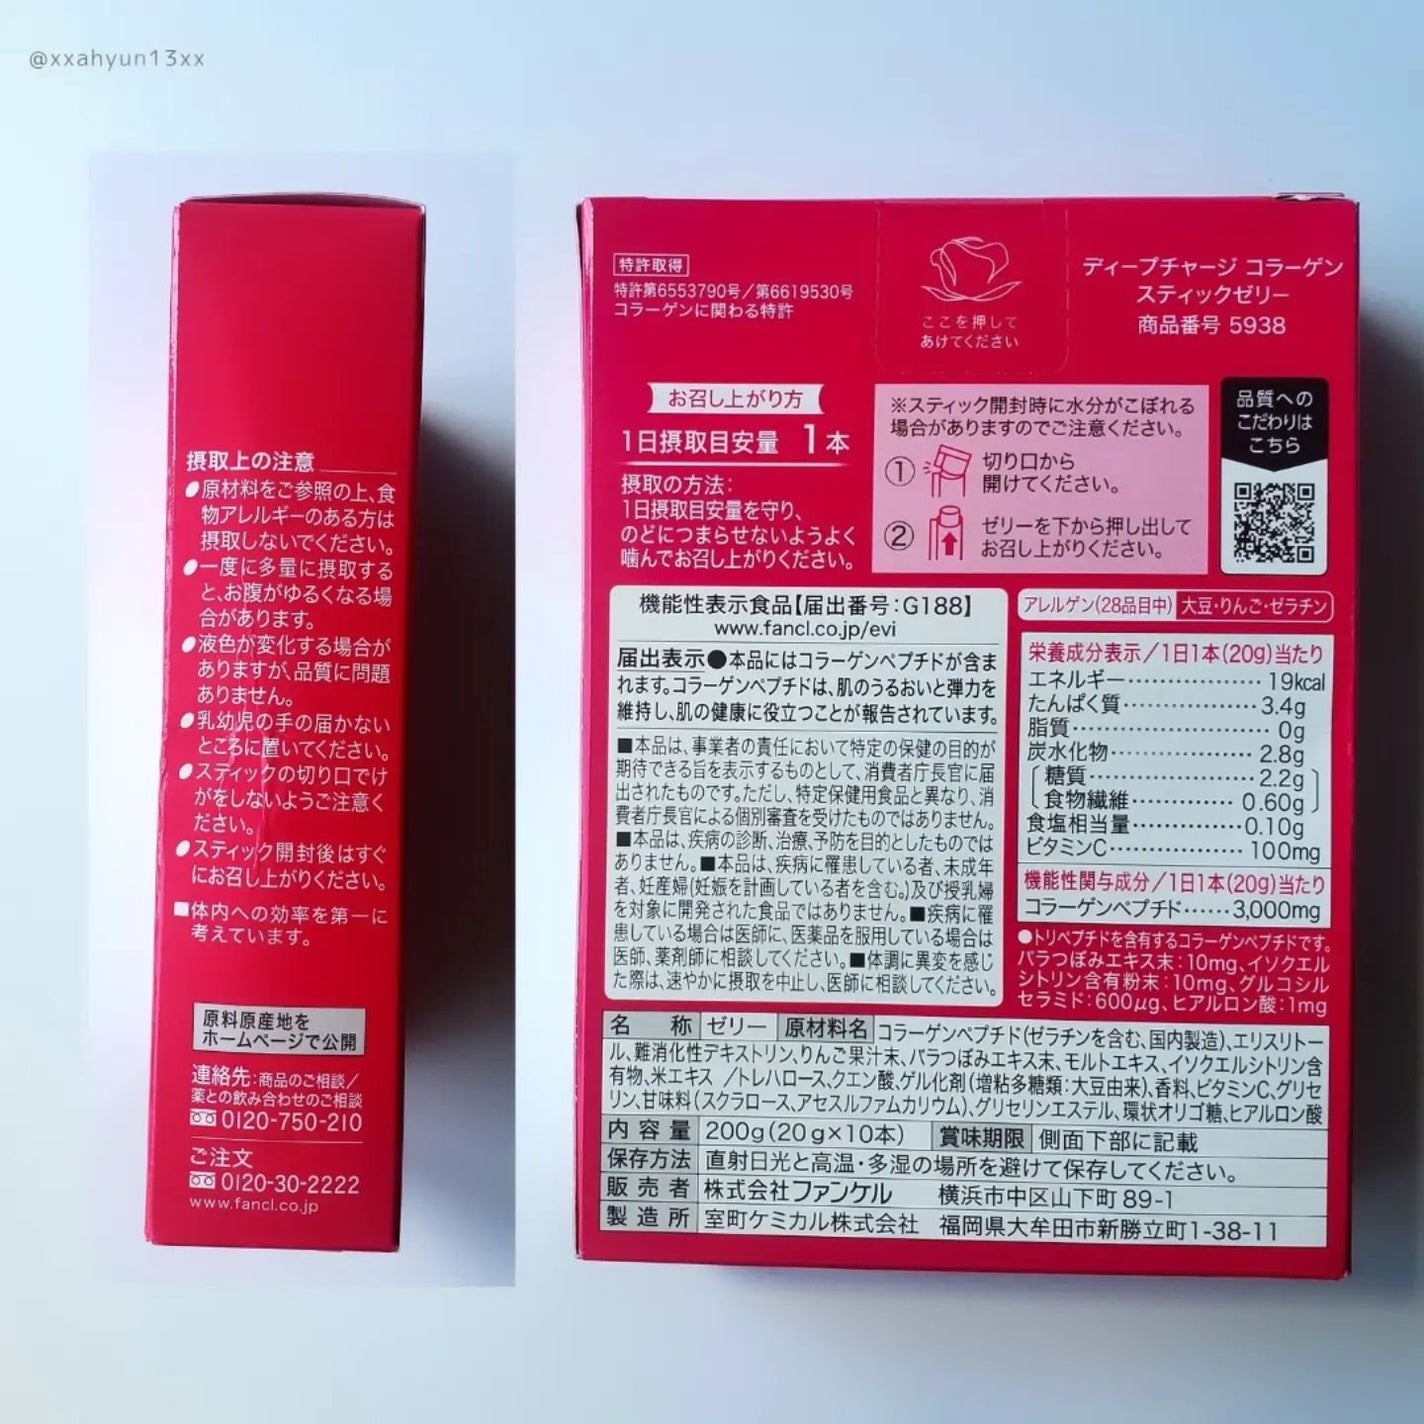 @xxahyun13xx
摂取上の注意
●原材料をご参照の上、食
物アレルギーのある方は
摂取しないでください。
●一度に多量に摂取する
と、お腹がゆるくなる場
合があります。
●液色が変化する場合が
ありますが、品質に問題
ありません。
●乳幼児の手の届かない
ところに置いてください。
●スティックの切り口でけ
がをしないようご注意く
ださい。
●スティック開封後はすぐ
にお召し上がりください。
■体内への効率を第一に
考えています。
原料原産地を
ホームページで公開
連絡先:商品のご相談/
薬との飲み合わせのご相談
0120-750-210
ご注文
0120-30-2222
www.fancl.co.jp
特許取得
特許第6553790号/第6619530号
コラーゲンに関わる特許
ここを押して
あけてください
ディープチャージ コラーゲン
スティックゼリー
商品番号 5938
お召し上がり方
1日摂取目安量 1本
摂取の方法:
1日摂取目安量を守り、
のどにつまらせないようよく
噛んでお召し上がりください。
※スティック開封時に水分がこぼれる
場合がありますのでご注意ください。
① 切り口から
開けてください。
② ゼリーを下から押し出して
お召し上がりください。
品質への
こだわりは
こちら
機能性表示食品【届出番号:G188】
www.fancl.co.jp/evi
届出表示●本品にはコラーゲンペプチドが含ま
れます。コラーゲンペプチドは、肌のうるおいと弾力を
維持し、肌の健康に役立つことが報告されています。
■本品は、事業者の責任において特定の保健の目的が
期待できる旨を表示するものとして、消費者庁長官に届
出されたものです。ただし、特定保健用食品と異なり、消
費者庁長官による個別審査を受けたものではありません。
■本品は、疾病の診断、治療、予防を目的としたものでは
ありません。■本品は、疾病に罹患している者、未成年
者、妊産婦(妊娠を計画している者を含む。)及び授乳婦
を対象に開発された食品ではありません。■疾病に罹
患している場合は医師に、医薬品を服用している場合は
医師、薬剤師に相談してください。■体調に異変を感じ
た際は、速やかに摂取を中止し、医師に相談してください。
アレルゲン(28品目中) 大豆・りんご・ゼラチン
栄養成分表示/1日1本(20g)当たり
エネルギー……………… 19kcal
たんぱく質………………3.4g
脂質……………………… 0g
炭水化物…………………2.8g
糖質……………………2.2g
食物繊維…………… 0.60g
食塩相当量……………0.10g
ビタミンC……………… 100mg
機能性関与成分/1日1本(20g)当たり
コラーゲンペプチド……3,000mg
●トリペプチドを含有するコラーゲンペプチドです。
バラつぼみエキス末:10mg、イソクエル
シトリン含有粉末:10mg、グルコシル
セラミド:600μg、ヒアルロン酸:1mg
名称 ゼリー 原材料名 コラーゲンペプチド(ゼラチンを含む、国内製造)、エリスリトー
ル、難消化性デキストリン、りんご果汁末、バラつぼみエキス末、モルトエキス、イソクエルシトリン含
有物、米エキス /トレハロース、クエン酸、ゲル化剤(増粘多糖類:大豆由来)、香料、ビタミンC、グリセ
リン、甘味料(スクラロース、アセスルファムカリウム)、グリセリンエステル、環状オリゴ糖、ヒアルロン酸
内容量 200g(20g×10本) 賞味期限 側面下部に記載
保存方法 直射日光と高温・多湿の場所を避けて保存してください。
販売者 株式会社ファンケル 横浜市中区山下町89-1
製造所 室町ケミカル株式会社 福岡県大牟田市新勝立町1-38-11